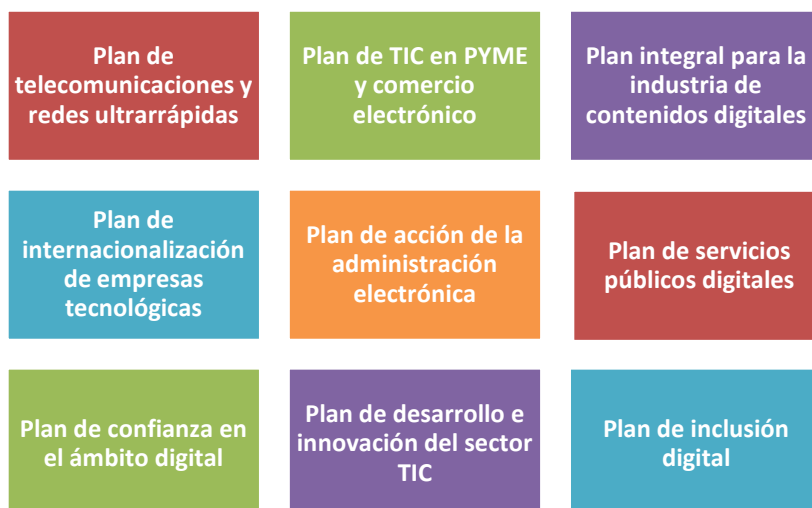 Plan de
telecomunicaciones y
redes ultrarrápidas
Plan de TIC en PYME
y comercio
electrónico
Plan integral para la
industria de
contenidos digitales
Plan de
internacionalización
de empresas
tecnológicas
Plan de acción de la
administración
electrónica
Plan de servicios
públicos digitales
Plan de confianza en
el ámbito digital
Plan de desarrollo e
innovación del sector
TIC
Plan de inclusión
digital